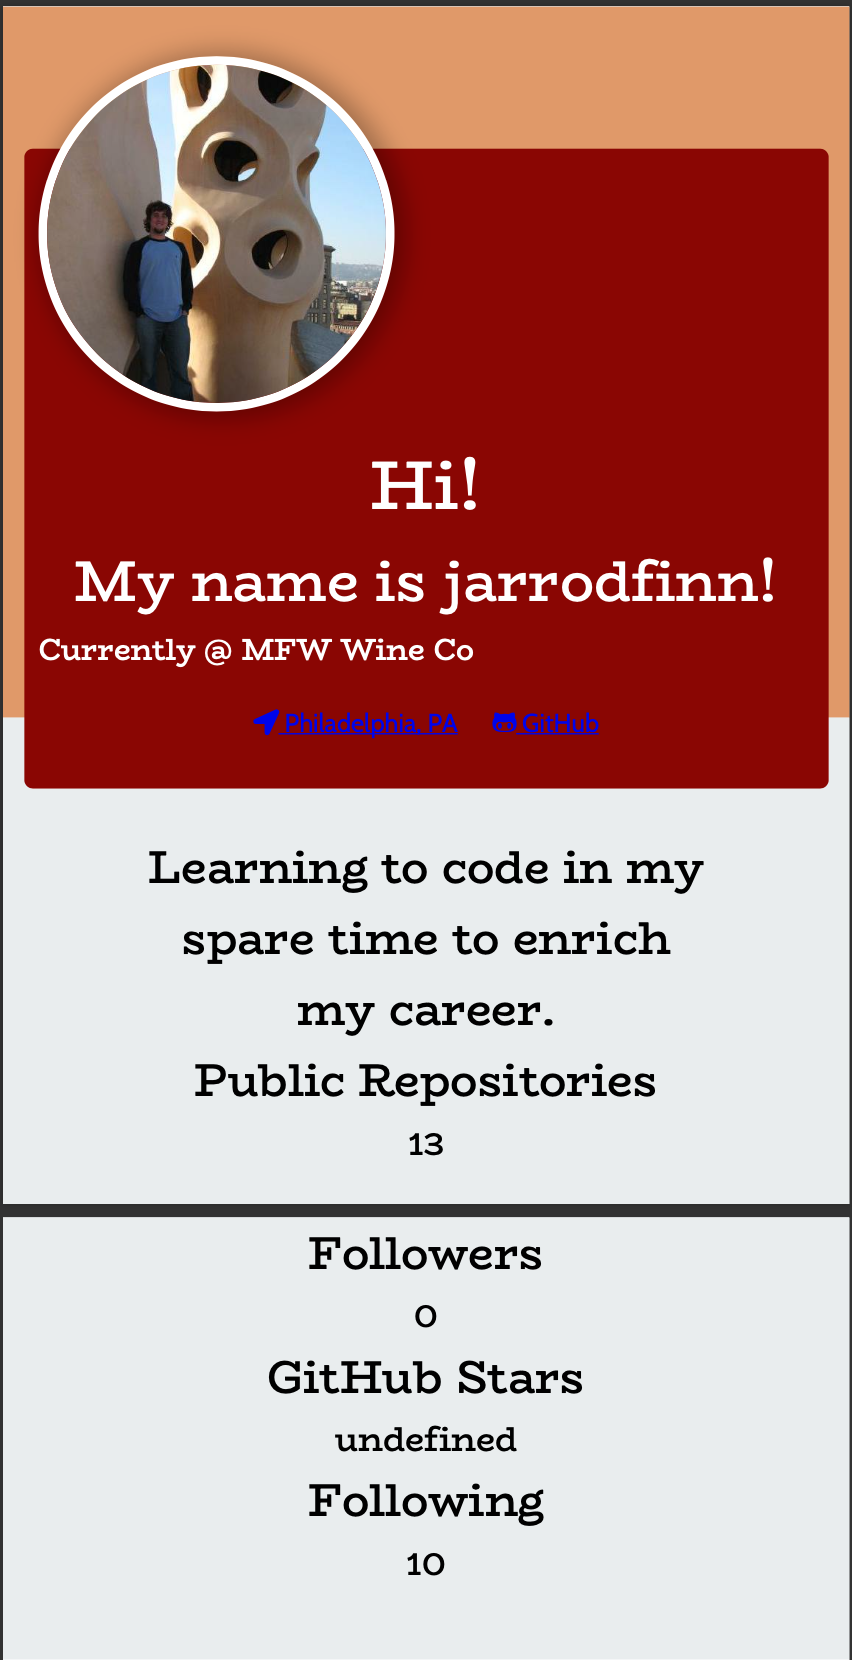 Hi!
My name is jarrodfinn!
Currently @ MFW Wine Co
Philadelphia, PA GitHub
Learning to code in my
spare time to enrich
my career.
Public Repositories
13
Followers
0
GitHub Stars
undefined
Following
10